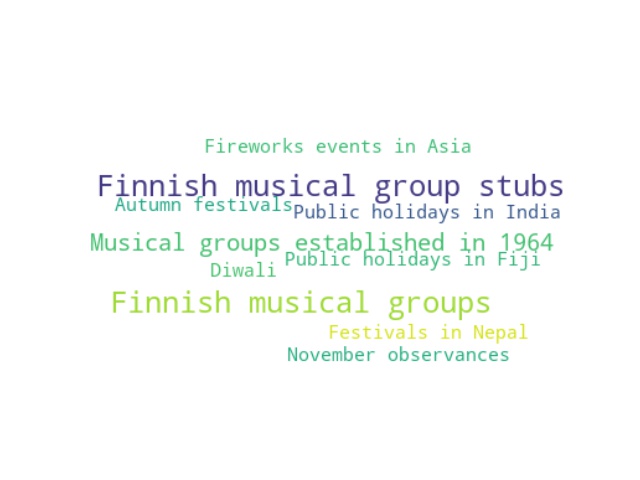 Fireworks events in Asia
Finnish musical group stubs
Autumn festivals
Public holidays in India
Musical groups established in 1964
Public holidays in Fiji
Diwali
Finnish musical groups
Festivals in Nepal
November observances